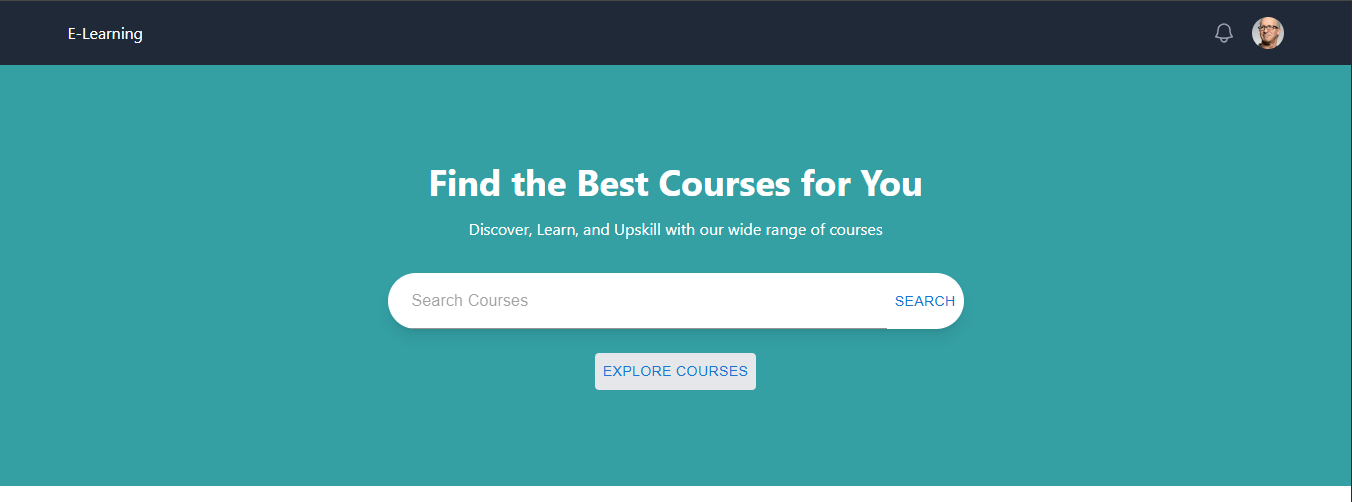 E-Learning
Find the Best Courses for You
Discover, Learn, and Upskill with our wide range of courses
Search Courses
SEARCH
EXPLORE COURSES